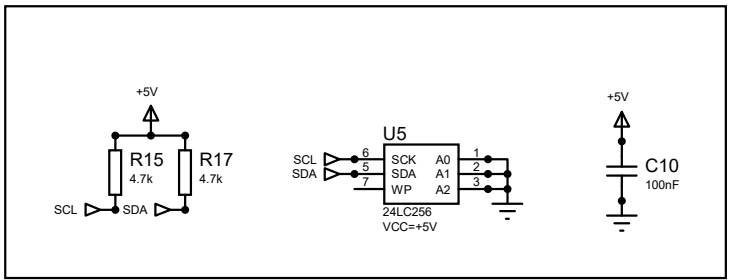 +5V
R15
4.7k
R17
4.7k
SCL
SDA
U5
SCL
SDA
6
5
7
SCK
SDA
WP
A0
A1
A2
1
2
3
24LC256
VCC=+5V
+5V
C10
100nF